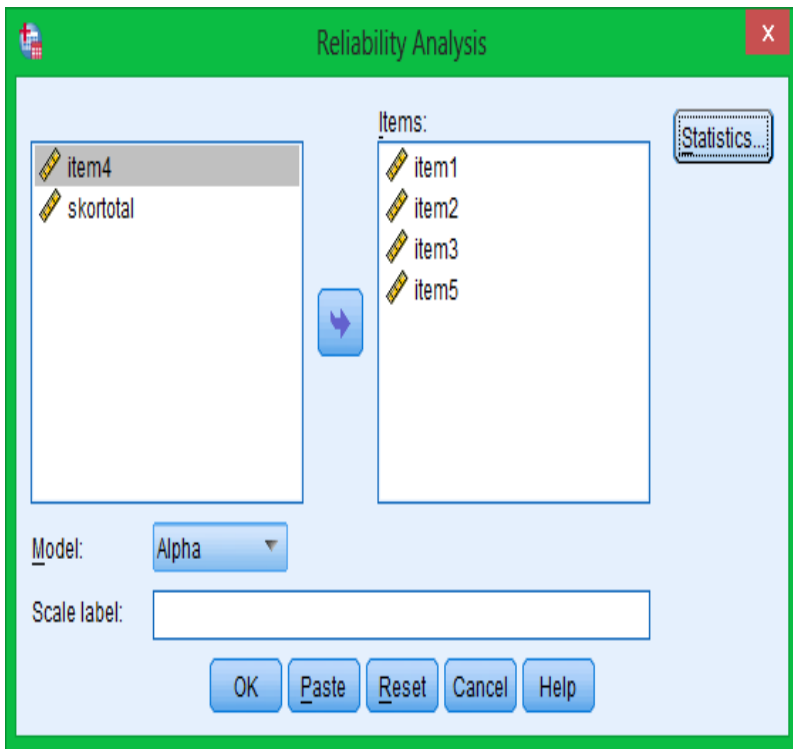 Reliability Analysis
x
Items:
item4
skortotal
item1
item2
item3
item5
Statistics...
Model:
Alpha
Scale label:
OK Paste Reset Cancel Help